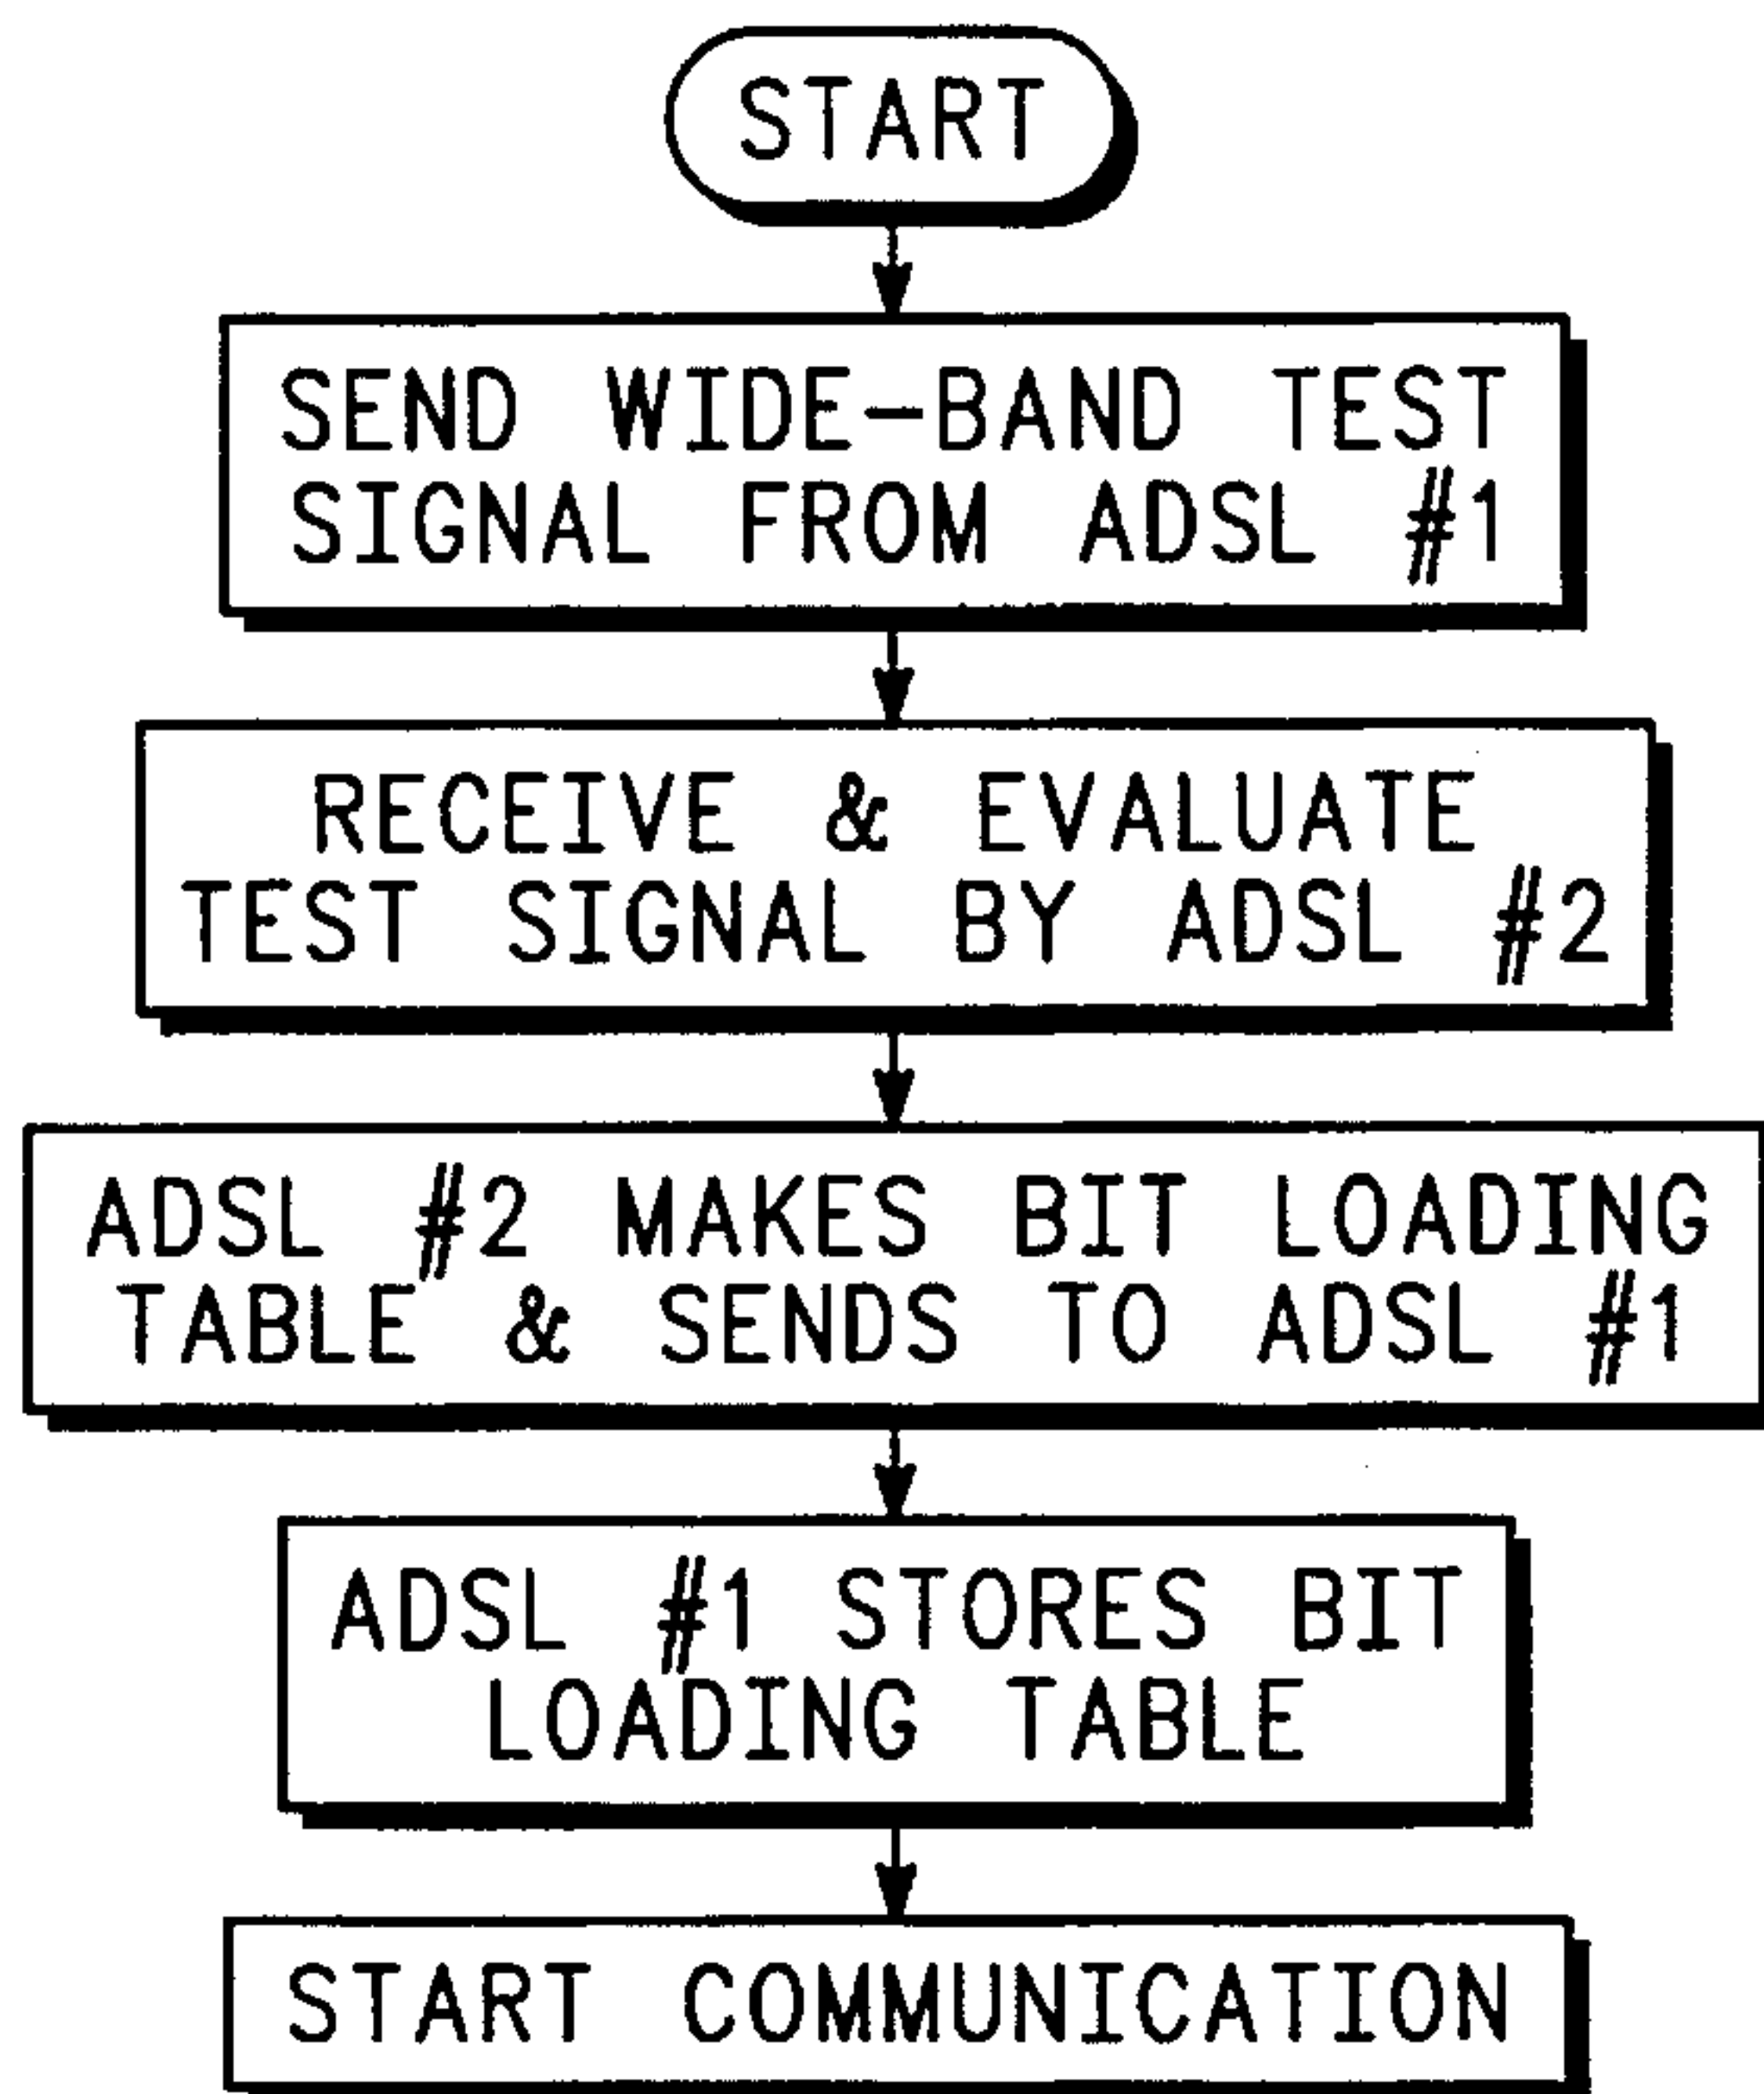 START
SEND WIDE-BAND TEST
SIGNAL FROM ADSL #1
RECEIVE & EVALUATE
TEST SIGNAL BY ADSL #2
ADSL #2 MAKES BIT LOADING
TABLE & SENDS TO ADSL #1
ADSL #1 STORES BIT
LOADING TABLE
START COMMUNICATION